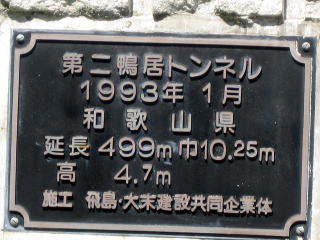 第二鴨居トンネル
1993年 1月
和歌山県
延長 499m 巾10.25m
高 4.7m
施工 飛島・大末建設共同企業体